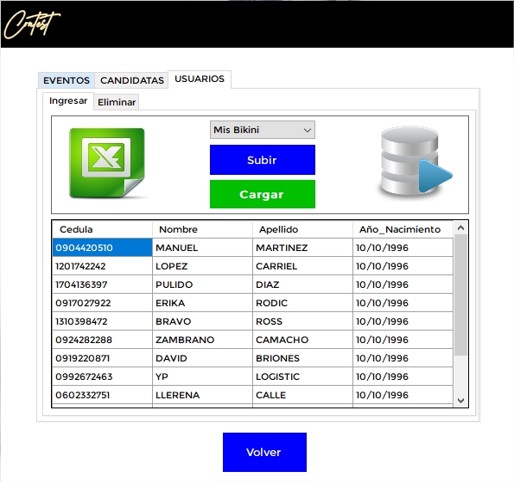 Contest
EVENTOS CANDIDATAS USUARIOS
Ingresar Eliminar
Mis Bikini
Subir
Cargar
Cedula Nombre Apellido Año_Nacimiento
0904420510 MANUEL MARTINEZ 10/10/1996
1201742242 LOPEZ CARRIEL 10/10/1996
1704136397 PULIDO DIAZ 10/10/1996
0917027922 ERIKA RODIC 10/10/1996
1310398472 BRAVO ROSS 10/10/1996
0924282288 ZAMBRANO CAMACHO 10/10/1996
0919220871 DAVID BRIONES 10/10/1996
0992672463 YP LOGISTIC 10/10/1996
0602332751 LLERENA CALLE 10/10/1996
Volver